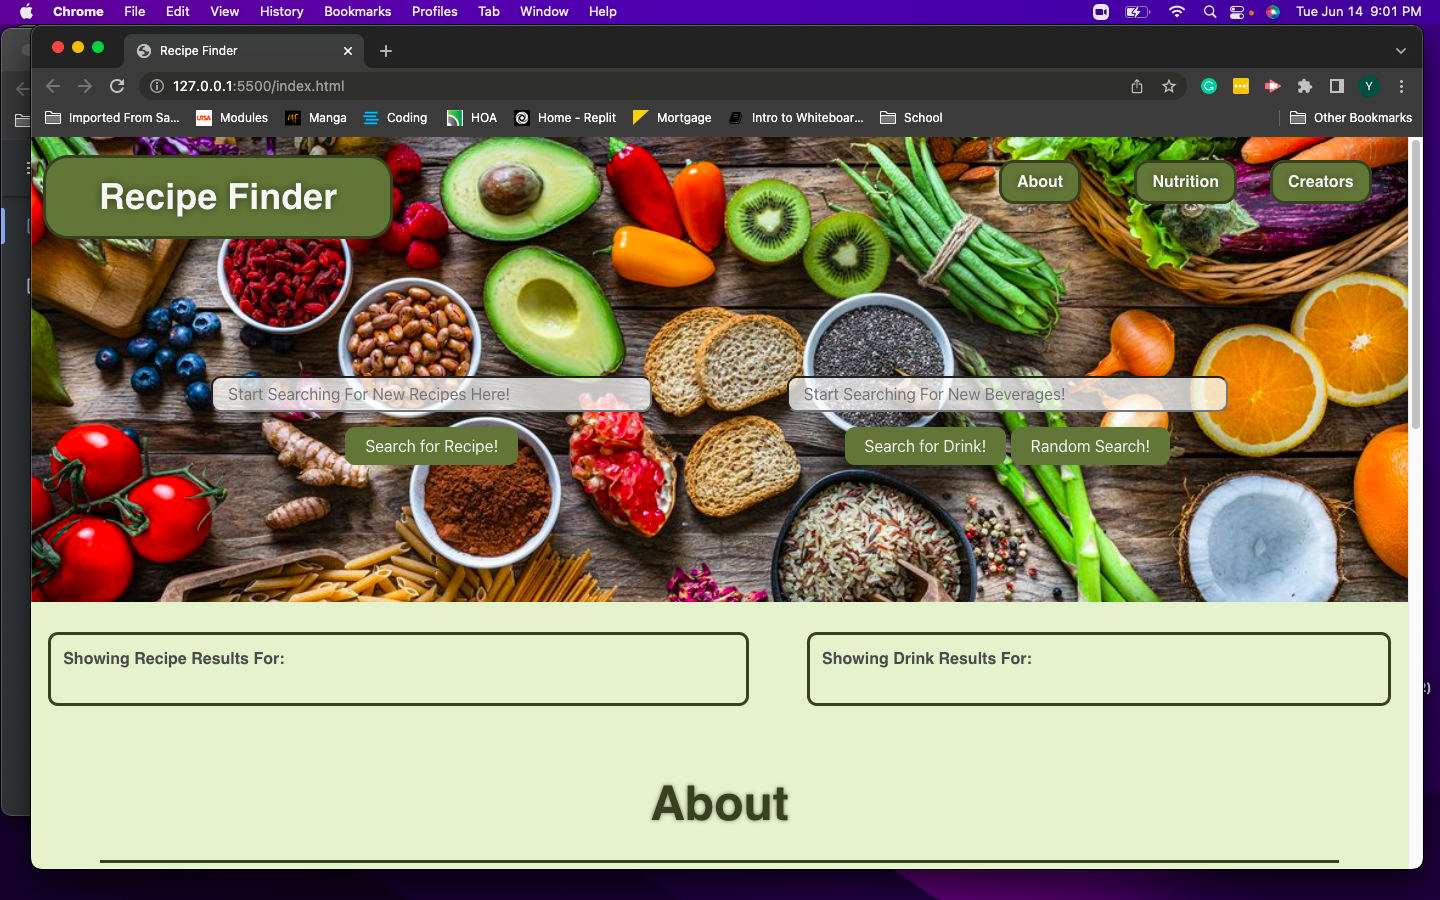 Chrome File Edit View History Bookmarks Profiles Tab Window Help Tue Jun 14 9:01 PM
Recipe Finder
127.0.0.1:5500/index.html
Y
Imported From Sa... UTSA Modules Manga Coding HOA Home - Replit Mortgage Intro to Whiteboar... School Other Bookmarks
Recipe Finder
About Nutrition Creators
Start Searching For New Recipes Here! Start Searching For New Beverages!
Search for Recipe! Search for Drink! Random Search!
Showing Recipe Results For: Showing Drink Results For:
About